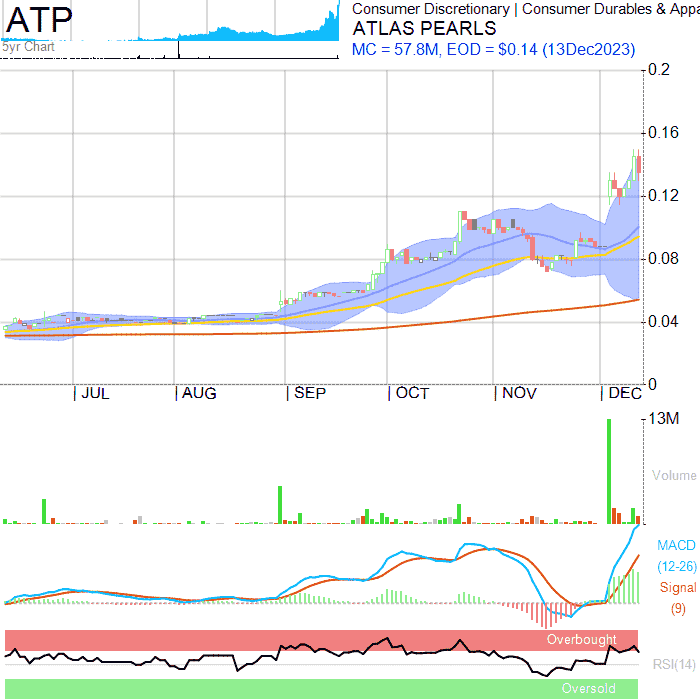 ATP
5yr Chart
Consumer Discretionary | Consumer Durables & Appa
ATLAS PEARLS
MC = 57.8M, EOD = $0.14 (13Dec2023)
0.2
0.16
0.12
0.08
0.04
0
JUL AUG SEP OCT NOV DEC
13M
Volume
MACD
(12-26)
Signal
(9)
Overbought
RSI(14)
Oversold